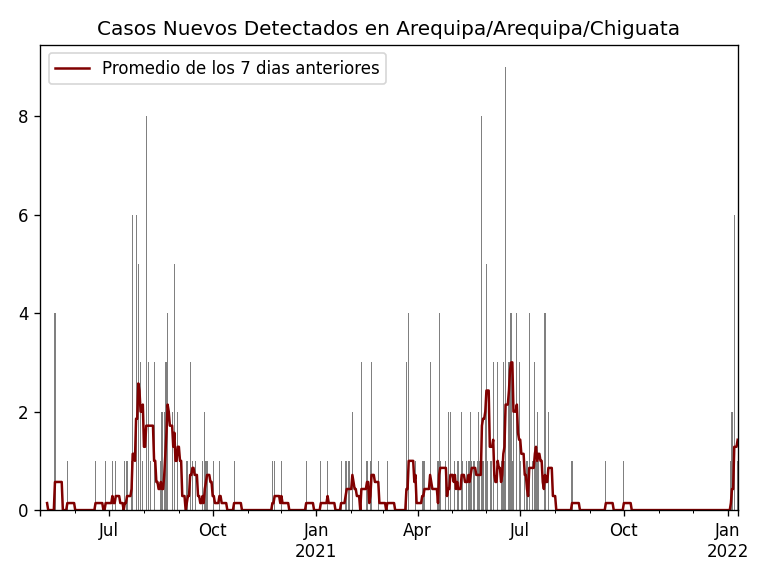 Casos Nuevos Detectados en Arequipa/Arequipa/Chiguata
Promedio de los 7 dias anteriores
8
6
4
2
0
Jul Oct Jan Apr Jul Oct Jan
2021 2022